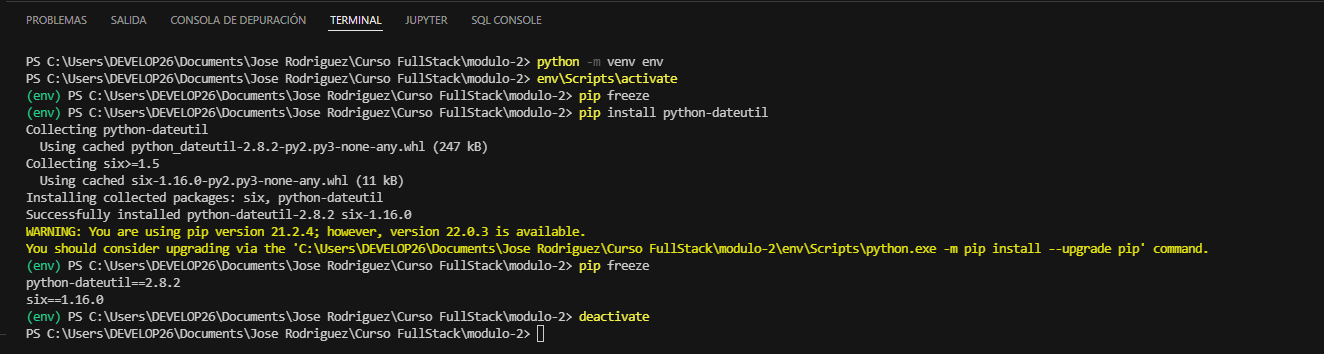 PROBLEMAS SALIDA CONSOLA DE DEPURACIÓN TERMINAL JUPYTER SQL CONSOLE
PS C:\Users\DEVELOP26\Documents\Jose Rodriguez\Curso FullStack\modulo-2> python -m venv env
PS C:\Users\DEVELOP26\Documents\Jose Rodriguez\Curso FullStack\modulo-2> env\Scripts\activate
(env) PS C:\Users\DEVELOP26\Documents\Jose Rodriguez\Curso FullStack\modulo-2> pip freeze
(env) PS C:\Users\DEVELOP26\Documents\Jose Rodriguez\Curso FullStack\modulo-2> pip install python-dateutil
Collecting python-dateutil
  Using cached python_dateutil-2.8.2-py2.py3-none-any.whl (247 kB)
Collecting six>=1.5
  Using cached six-1.16.0-py2.py3-none-any.whl (11 kB)
Installing collected packages: six, python-dateutil
Successfully installed python-dateutil-2.8.2 six-1.16.0
WARNING: You are using pip version 21.2.4; however, version 22.0.3 is available.
You should consider upgrading via the 'C:\Users\DEVELOP26\Documents\Jose Rodriguez\Curso FullStack\modulo-2\env\Scripts\python.exe -m pip install --upgrade pip' command.
(env) PS C:\Users\DEVELOP26\Documents\Jose Rodriguez\Curso FullStack\modulo-2> pip freeze
python-dateutil==2.8.2
six==1.16.0
(env) PS C:\Users\DEVELOP26\Documents\Jose Rodriguez\Curso FullStack\modulo-2> deactivate
PS C:\Users\DEVELOP26\Documents\Jose Rodriguez\Curso FullStack\modulo-2>